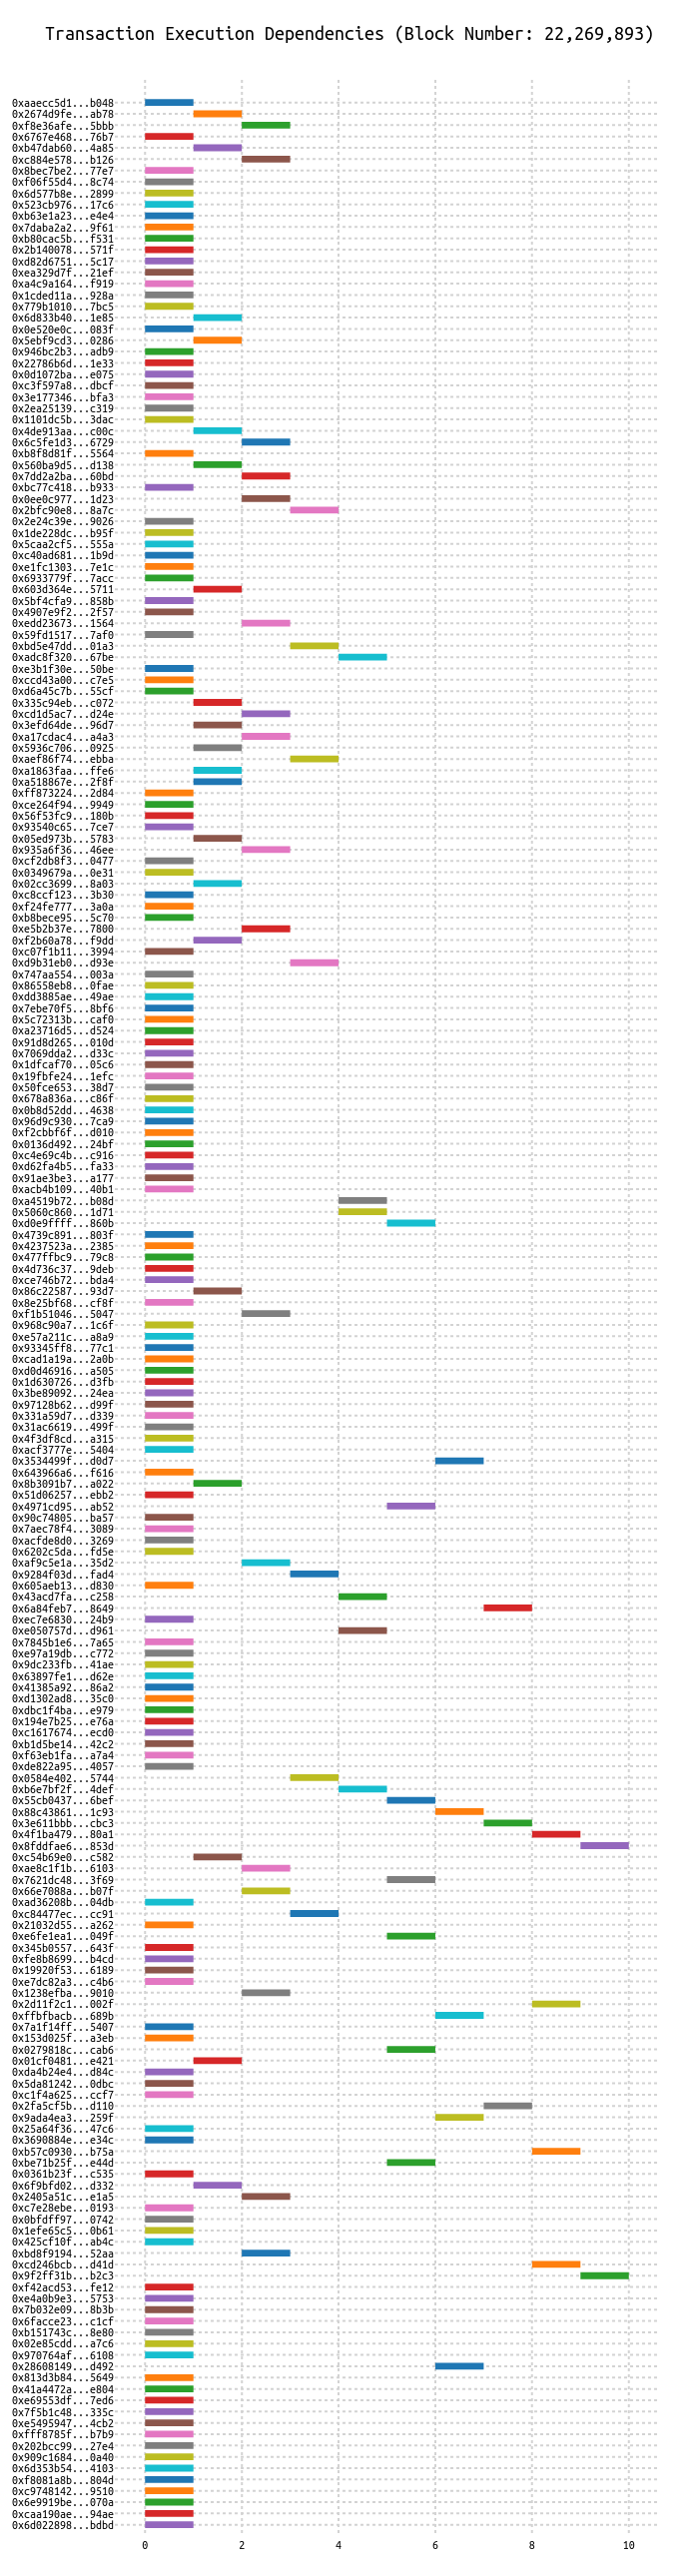 Transaction Execution Dependencies (Block Number: 22,269,893)
0xaaecc5d1...b048
0x2674d9fe...ab78
0xf8e36afe...5bbb
0x6767e468...76b7
0xb47dab60...4a85
0xc884e578...b126
0x8bec7be2...77e7
0xf06f55d4...8c74
0x6d577b8e...2899
0x523cb976...17c6
0xb63e1a23...e4e4
0x7daba2a2...9f61
0xb80cac5b...f531
0x2b140078...571f
0xd82d6751...5c17
0xea329d7f...21ef
0xa4c9a164...f919
0x1cded11a...928a
0x779b1010...7bc5
0x6d833b40...1e85
0x0e520e0c...083f
0x5ebf9cd3...0286
0x946bc2b3...adb9
0x22786b6d...1e33
0x0d1072ba...e075
0xc3f597a8...dbcf
0x3e177346...bfa3
0x2ea25139...c319
0x1101dc5b...3dac
0x4de913aa...c00c
0x6c5fe1d3...6729
0xb8f8d81f...5564
0x560ba9d5...d138
0x7dd2a2ba...60bd
0xbc77c418...b933
0x0ee0c977...1d23
0x2bfc90e8...8a7c
0x2e24c39e...9026
0x1de228dc...b95f
0x5caa2cf5...555a
0xc40ad681...1b9d
0xe1fc1303...7e1c
0x6933779f...7acc
0x603d364e...5711
0x5bf4cfa9...858b
0x4907e9f2...2f57
0xedd23673...1564
0x59fd1517...7af0
0xbd5e47dd...01a3
0xadc8f320...67be
0xe3b1f30e...50be
0xccd43a00...c7e5
0xd6a45c7b...55cf
0x335c94eb...c072
0xcd1d5ac7...d24e
0x3efd64de...96d7
0xa17cdac4...a4a3
0x5936c706...0925
0xaef86f74...ebba
0xa1863faa...ffe6
0xa518867e...2f8f
0xff873224...2d84
0xce264f94...9949
0x56f53fc9...180b
0x93540c65...7ce7
0x05ed973b...5783
0x935a6f36...46ee
0xcf2db8f3...0477
0x0349679a...0e31
0x02cc3699...8a03
0xc8ccf123...3b30
0xf24fe777...3a0a
0xb8bece95...5c70
0xe5b2b37e...7800
0xf2b60a78...f9dd
0xc07f1b11...3994
0xd9b31eb0...d93e
0x747aa554...003a
0x86558eb8...0fae
0xdd3885ae...49ae
0x7ebe70f5...8bf6
0x5c72313b...caf0
0xa23716d5...d524
0x91d8d265...010d
0x7069dda2...d33c
0x1dfcaf70...05c6
0x19fbfe24...1efc
0x50fce653...38d7
0x678a836a...c86f
0x0b8d52dd...4638
0x96d9c930...7ca9
0xf2cbbf6f...d010
0x0136d492...24bf
0xc4e69c4b...c916
0xd62fa4b5...fa33
0x91ae3be3...a177
0xacb4b109...40b1
0xa4519b72...b08d
0x5060c860...1d71
0xd0e9ffff...860b
0x4739c891...803f
0x4237523a...2385
0x477ffbc9...79c8
0x4d736c37...9deb
0xce746b72...bda4
0x86c22587...93d7
0x8e25bf68...cf8f
0xf1b51046...5047
0x968c90a7...1c6f
0xe57a211c...a8a9
0x93345ff8...77c1
0xcad1a19a...2a0b
0xd0d46916...a505
0x1d630726...d3fb
0x3be89092...24ea
0x97128b62...d99f
0x331a59d7...d339
0x31ac6619...499f
0x4f3df8cd...a315
0xacf3777e...5404
0x3534499f...d0d7
0x643966a6...f616
0x8b3091b7...a022
0x51d06257...ebb2
0x4971cd95...ab52
0x90c74805...ba57
0x7aec78f4...3089
0xacfde8d0...3269
0x6202c5da...fd5e
0xaf9c5e1a...35d2
0x9284f03d...fad4
0x605aeb13...d830
0x43acd7fa...c258
0x6a84feb7...8649
0xec7e6830...24b9
0xe050757d...d961
0x7845b1e6...7a65
0xe97a19db...c772
0x9dc233fb...41ae
0x63897fe1...d62e
0x41385a92...86a2
0xd1302ad8...35c0
0xdbc1f4ba...e979
0x194e7b25...e76a
0xc1617674...ecd0
0xb1d5be14...42c2
0xf63eb1fa...a7a4
0xde822a95...4057
0x0584e402...5744
0xb6e7bf2f...4def
0x55cb0437...6bef
0x88c43861...1c93
0x3e611bbb...cbc3
0x4f1ba479...80a1
0x8fddfae6...853d
0xc54b69e0...c582
0xae8c1f1b...6103
0x7621dc48...3f69
0x66e7088a...b07f
0xad36208b...04db
0xc84477ec...cc91
0x21032d55...a262
0xe6fe1ea1...049f
0x345b0557...643f
0xfe8b8699...b4cd
0x19920f53...6189
0xe7dc82a3...c4b6
0x1238efba...9010
0x2d11f2c1...002f
0xffbfbacb...689b
0x7a1f14ff...5407
0x153d025f...a3eb
0x0279818c...cab6
0x01cf0481...e421
0xda4b24e4...d84c
0x5da81242...0dbc
0xc1f4a625...ccf7
0x2fa5cf5b...d110
0x9ada4ea3...259f
0x25a64f36...47c6
0x3690884e...e34c
0xb57c0930...b75a
0xbe71b25f...e44d
0x0361b23f...c535
0x6f9bfd02...d332
0x2405a51c...e1a5
0xc7e28ebe...0193
0x0bfdff97...0742
0x1efe65c5...0b61
0x425cf10f...ab4c
0xbd8f9194...52aa
0xcd246bcb...d41d
0x9f2ff31b...b2c3
0xf42acd53...fe12
0xe4a0b9e3...5753
0x7b032e09...8b3b
0x6facce23...c1cf
0xb151743c...8e80
0x02e85cdd...a7c6
0x970764af...6108
0x28608149...d492
0x813d3b84...5649
0x41a4472a...e804
0xe69553df...7ed6
0x7f5b1c48...335c
0xe5495947...4cb2
0xfff8785f...b7b9
0x202bcc99...27e4
0x909c1684...0a40
0x6d353b54...4103
0xf8081a8b...804d
0xc9748142...9510
0x6e9919be...070a
0xcaa190ae...94ae
0x6d022898...bdbd
0 2 4 6 8 10